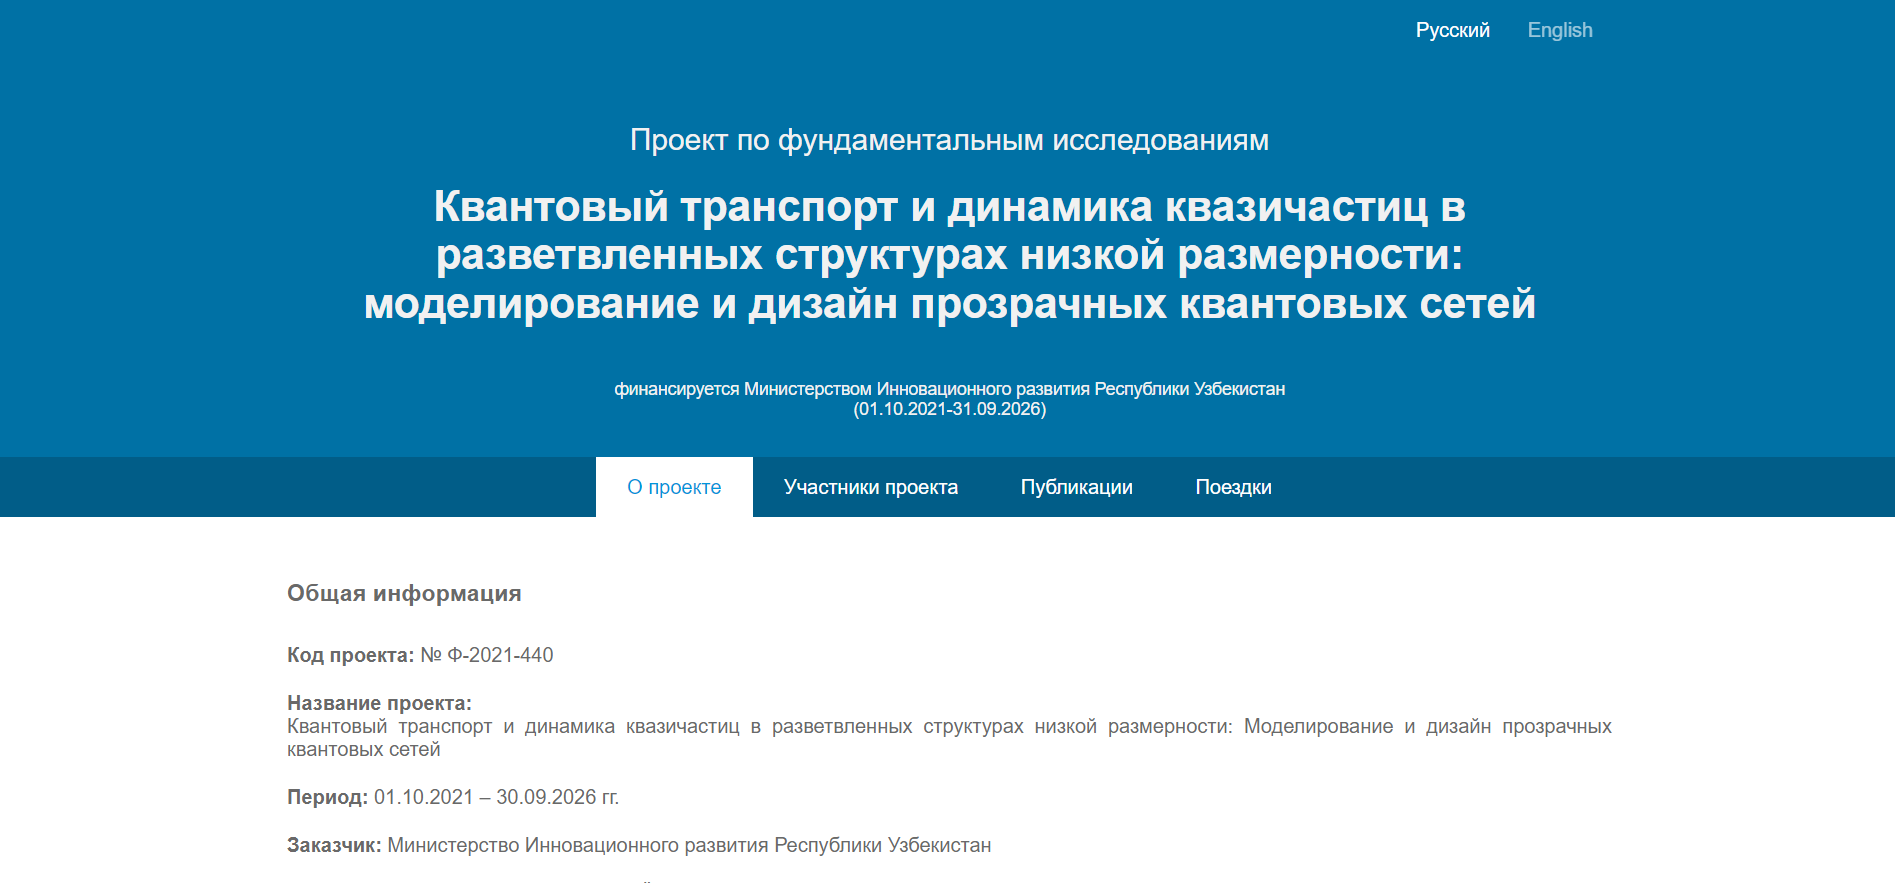 Русский English
Проект по фундаментальным исследованиям
Квантовый транспорт и динамика квазичастиц в
разветвленных структурах низкой размерности:
моделирование и дизайн прозрачных квантовых сетей
финансируется Министерством Инновационного развития Республики Узбекистан
(01.10.2021-31.09.2026)
О проекте Участники проекта Публикации Поездки
Общая информация
Код проекта: № Ф-2021-440
Название проекта:
Квантовый транспорт и динамика квазичастиц в разветвленных структурах низкой размерности: Моделирование и дизайн прозрачных
квантовых сетей
Период: 01.10.2021 – 30.09.2026 гг.
Заказчик: Министерство Инновационного развития Республики Узбекистан